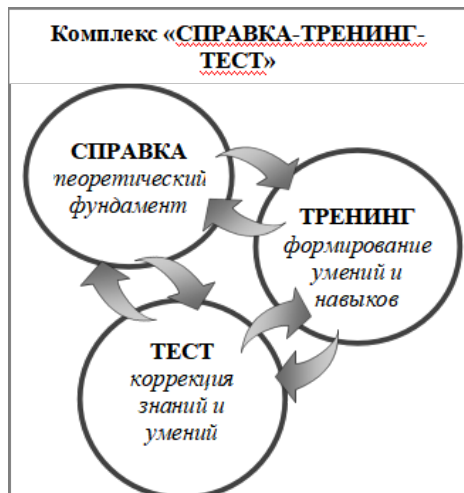 Комплекс «СПРАВКА-ТРЕНИНГ-
ТЕСТ»
СПРАВКА
теоретический
фундамент
ТРЕНИНГ
формирование
умений и
навыков
ТЕСТ
коррекция
знаний и
умений